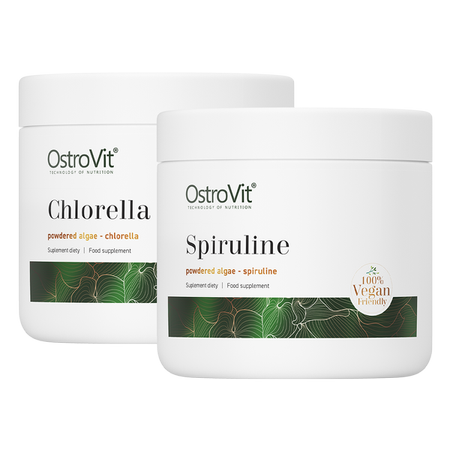 OstroVit®
TECHNOLOGY OF NUTRITION
Chlorella
powdered algae - chlorella
Suplement diety | Food supplement
OstroVit®
TECHNOLOGY OF NUTRITION
Spiruline
powdered algae - spiruline
Suplement diety | Food supplement
100%
Vegan
Friendly